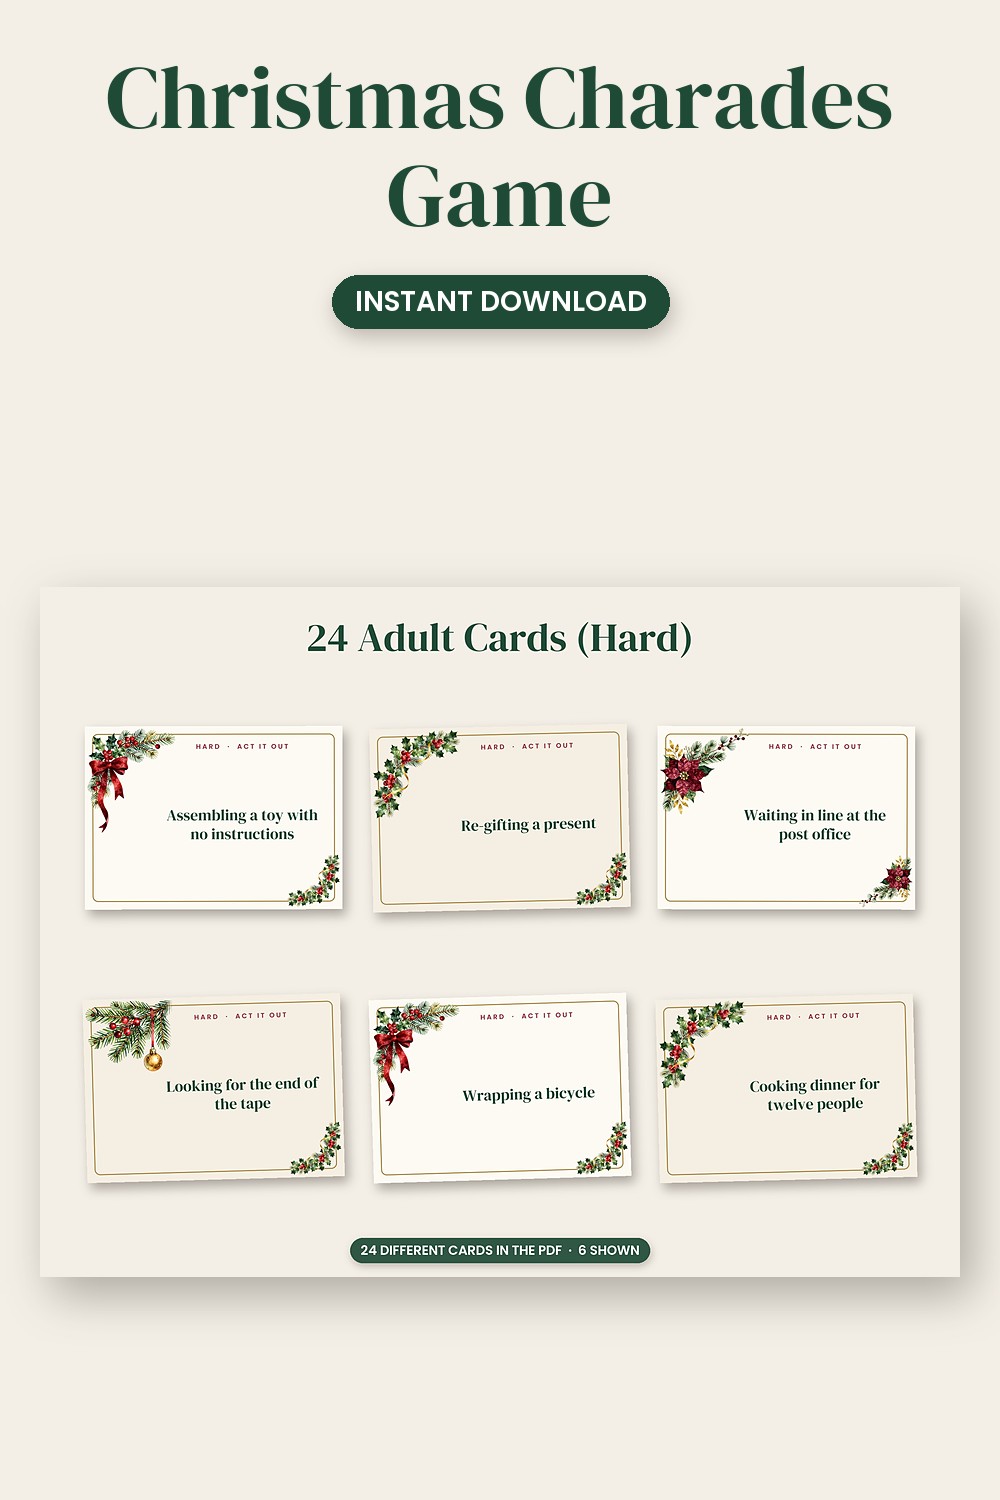 Christmas Charades
Game
INSTANT DOWNLOAD
24 Adult Cards (Hard)
HARD · ACT IT OUT
Assembling a toy with
no instructions
HARD · ACT IT OUT
Re-gifting a present
HARD · ACT IT OUT
Waiting in line at the
post office
HARD · ACT IT OUT
Looking for the end of
the tape
HARD · ACT IT OUT
Wrapping a bicycle
HARD · ACT IT OUT
Cooking dinner for
twelve people
24 DIFFERENT CARDS IN THE PDF · 6 SHOWN